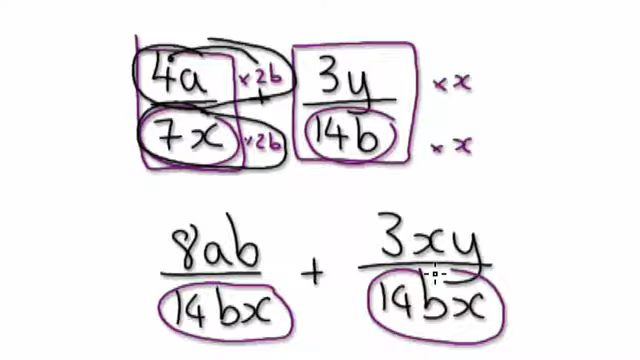 4a ×2b + 3y × x
7x ×2b 14b × x
8ab + 3xy
14bx 14bx